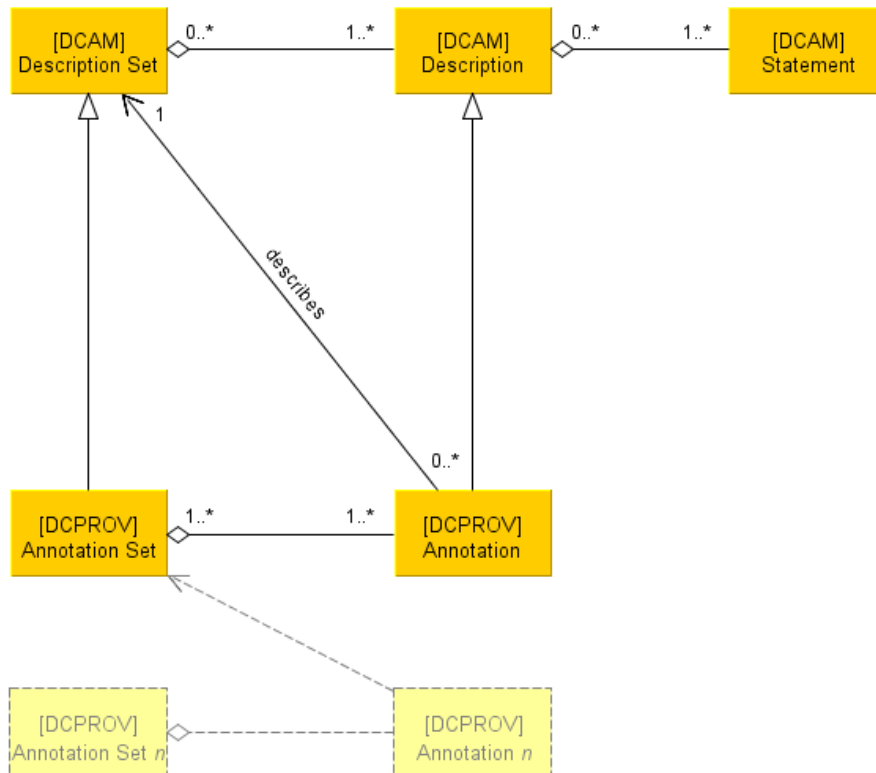 [DCAM]
Description Set
0..*
1..*
[DCAM]
Description
0..*
1..*
[DCAM]
Statement
1
describes
0..*
[DCPROV]
Annotation Set
1..*
1..*
[DCPROV]
Annotation
[DCPROV]
Annotation Set n
[DCPROV]
Annotation n